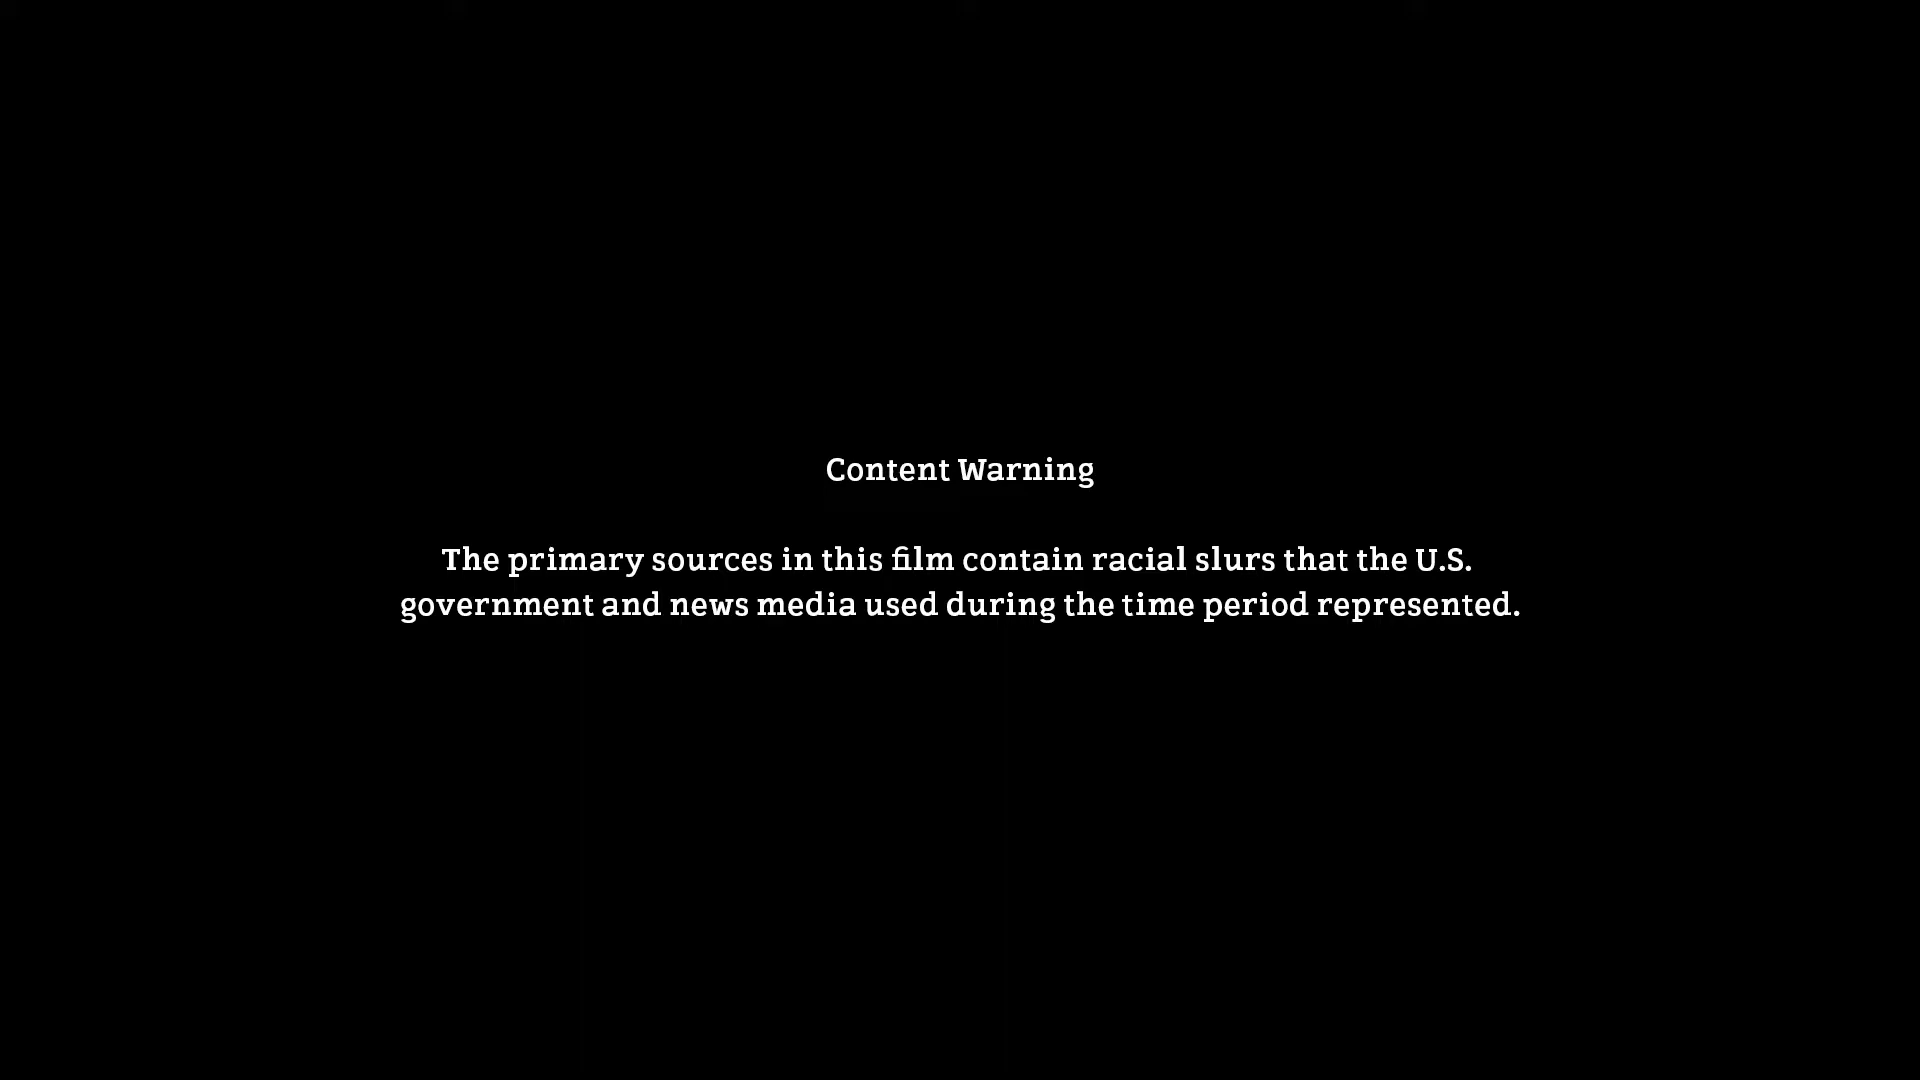 Content Warning
The primary sources in this film contain racial slurs that the U.S.
government and news media used during the time period represented.